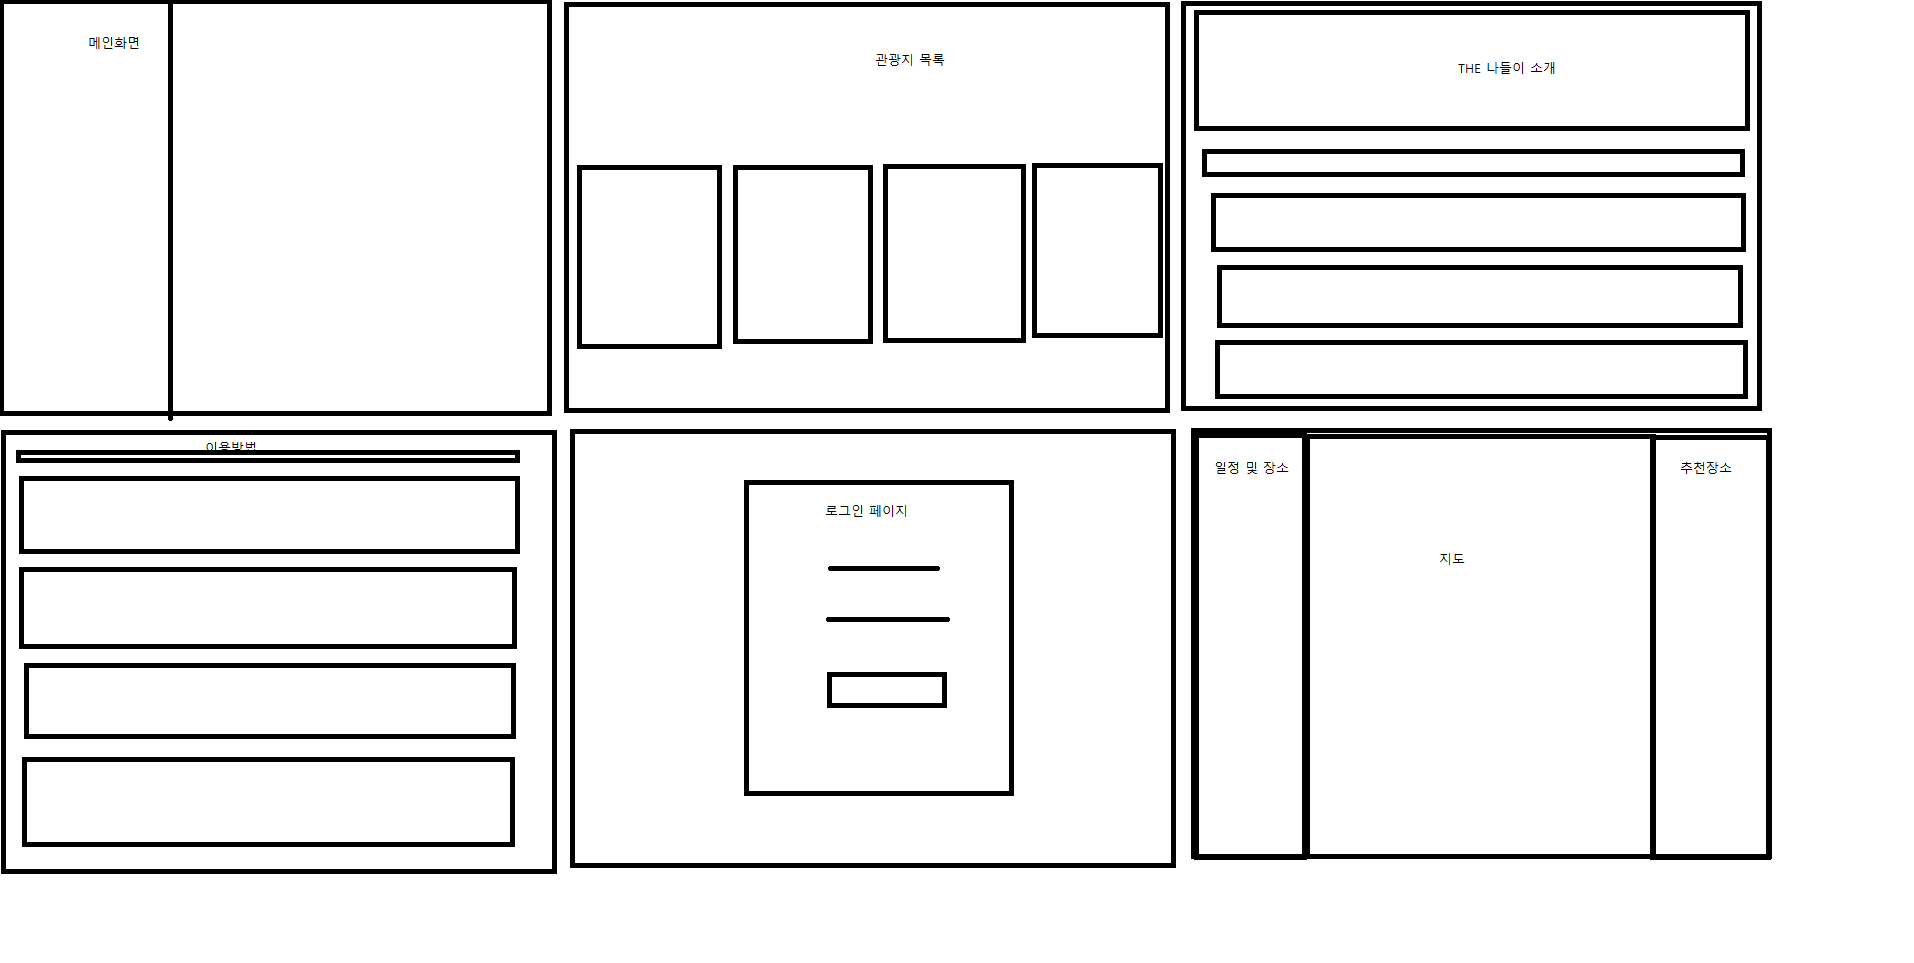 메인화면
관광지 목록
THE 나들이 소개
이용방법
로그인 페이지
일정 및 장소
지도
추천장소